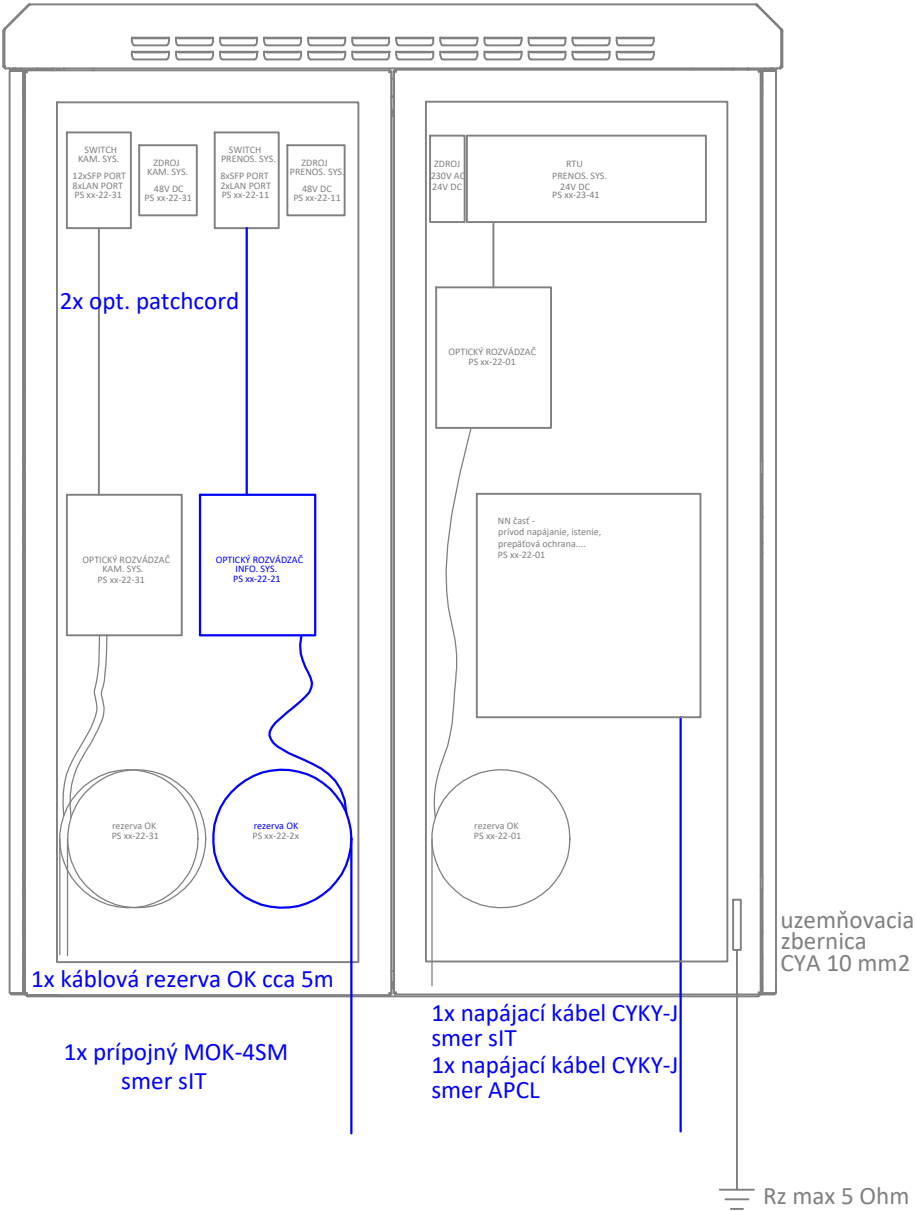 SWITCH
KAM. SYS.
12xSFP PORT
8xLAN PORT
PS xx-22-31
ZDROJ
KAM. SYS.
48V DC
PS xx-22-31
SWITCH
PRENOS. SYS.
8xSFP PORT
2xLAN PORT
PS xx-22-11
ZDROJ
PRENOS. SYS.
48V DC
PS xx-22-11
ZDROJ
230V AC
24V DC
RTU
PRENOS. SYS.
24V DC
PS xx-23-41
2x opt. patchcord
OPTICKÝ ROZVÁDZAČ
PS xx-22-01
OPTICKÝ ROZVÁDZAČ
KAM. SYS.
PS xx-22-31
OPTICKÝ ROZVÁDZAČ
INFO. SYS.
PS xx-22-21
NN časť -
prívod napájanie, istenie,
prepäťová ochrana....
PS xx-22-01
rezerva OK
PS xx-22-31
rezerva OK
PS xx-22-2x
rezerva OK
PS xx-22-01
uzemňovacia
zbernica
CYA 10 mm2
1x káblová rezerva OK cca 5m
1x prípojný MOK-4SM
smer sIT
1x napájací kábel CYKY-J
smer sIT
1x napájací kábel CYKY-J
smer APCL
Rz max 5 Ohm